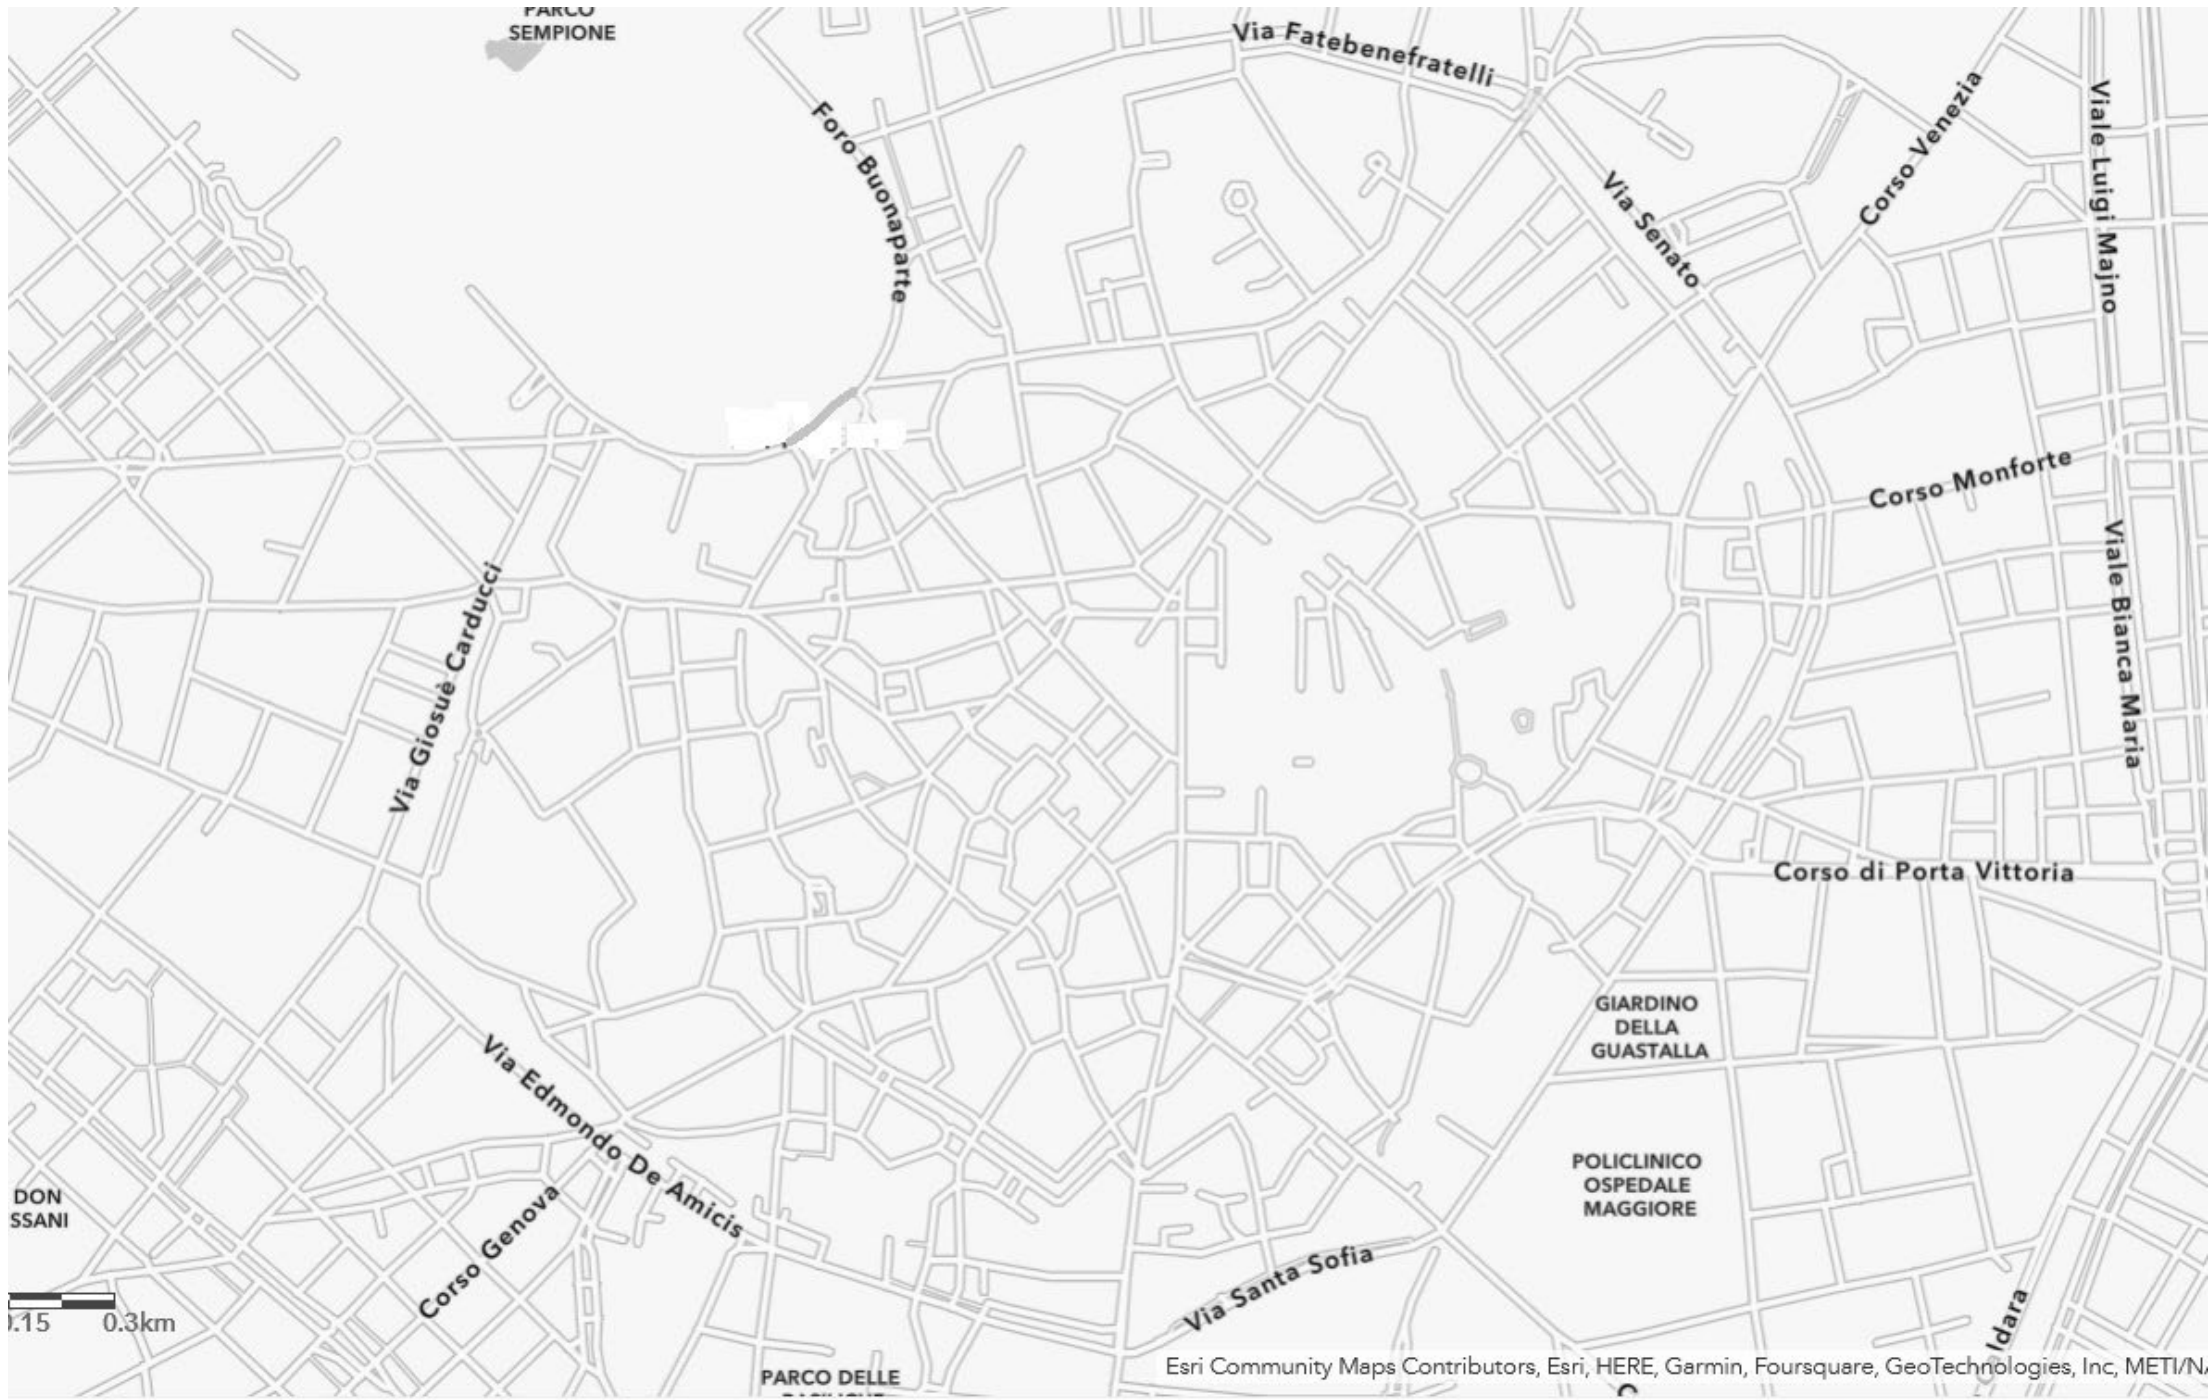 PARCO
SEMPIONE
Via Fatebenefratelli
Foro Buonaparte
Via Senato
Corso Venezia
Viale Luigi Majno
Corso Monforte
Viale Bianca Maria
Via Giosuè Carducci
Corso di Porta Vittoria
GIARDINO
DELLA
GUASTALLA
Via Edmondo De Amicis
POLICLINICO
OSPEDALE
MAGGIORE
DON
SSANI
Corso Genova
Via Santa Sofia
.15 0.3km
ldara
PARCO DELLE
Esri Community Maps Contributors, Esri, HERE, Garmin, Foursquare, GeoTechnologies, Inc, METI/NA